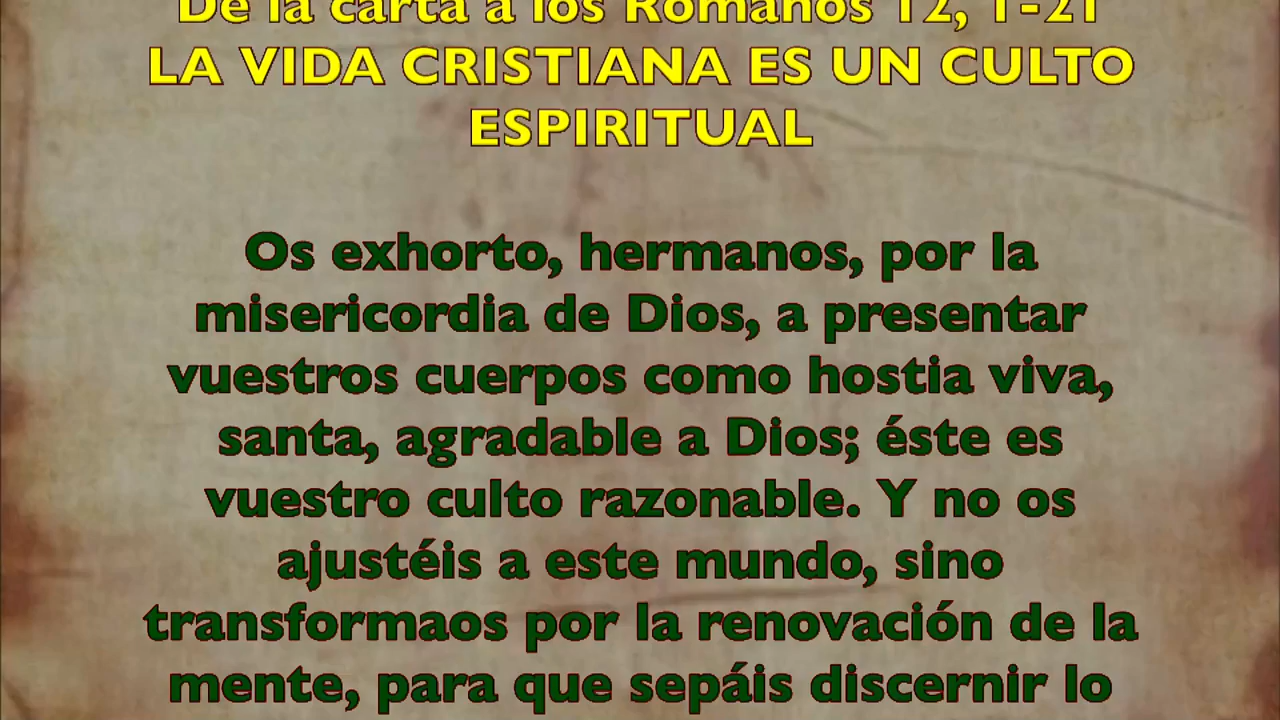 De la carta a los Romanos 12, 1-21
LA VIDA CRISTIANA ES UN CULTO
ESPIRITUAL
Os exhorto, hermanos, por la
misericordia de Dios, a presentar
vuestros cuerpos como hostia viva,
santa, agradable a Dios; éste es
vuestro culto razonable. Y no os
ajustéis a este mundo, sino
transformaos por la renovación de la
mente, para que sepáis discernir lo